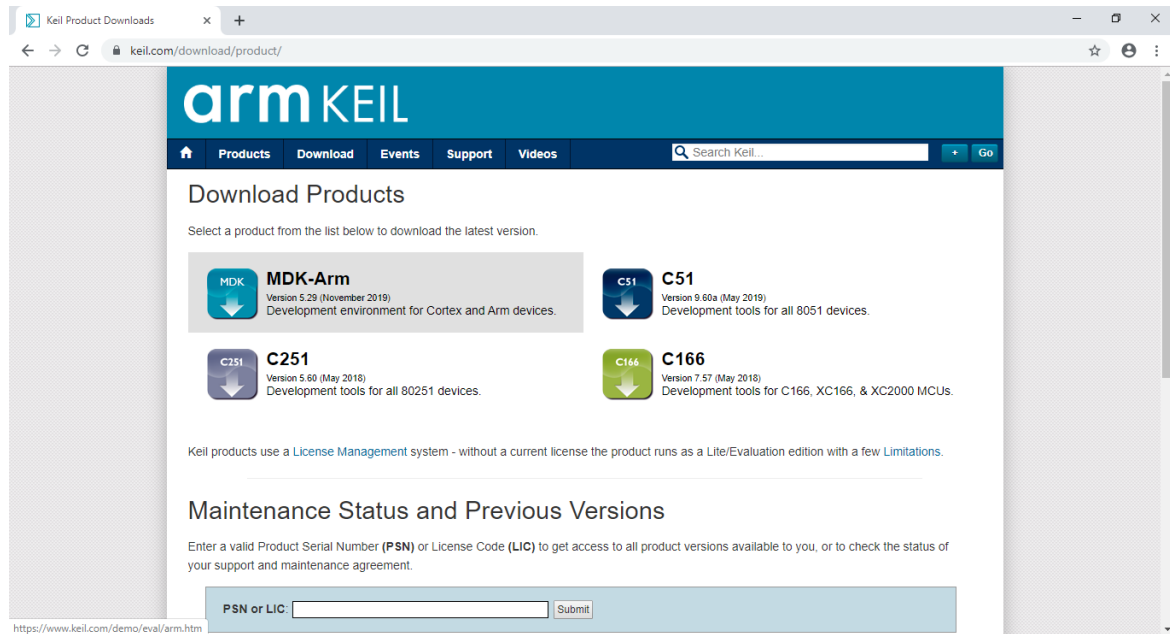 Keil Product Downloads
keil.com/download/product/
arm KEIL
Products Download Events Support Videos Search Keil... + Go
Download Products
Select a product from the list below to download the latest version.
MDK
MDK-Arm
Version 5.29 (November 2019)
Development environment for Cortex and Arm devices.
C51
C51
Version 9.60a (May 2019)
Development tools for all 8051 devices.
C251
C251
Version 5.60 (May 2018)
Development tools for all 80251 devices.
C166
C166
Version 7.57 (May 2018)
Development tools for C166, XC166, & XC2000 MCUs.
Keil products use a License Management system - without a current license the product runs as a Lite/Evaluation edition with a few Limitations.
Maintenance Status and Previous Versions
Enter a valid Product Serial Number (PSN) or License Code (LIC) to get access to all product versions available to you, or to check the status of
your support and maintenance agreement.
PSN or LIC: Submit
https://www.keil.com/demo/eval/arm.htm